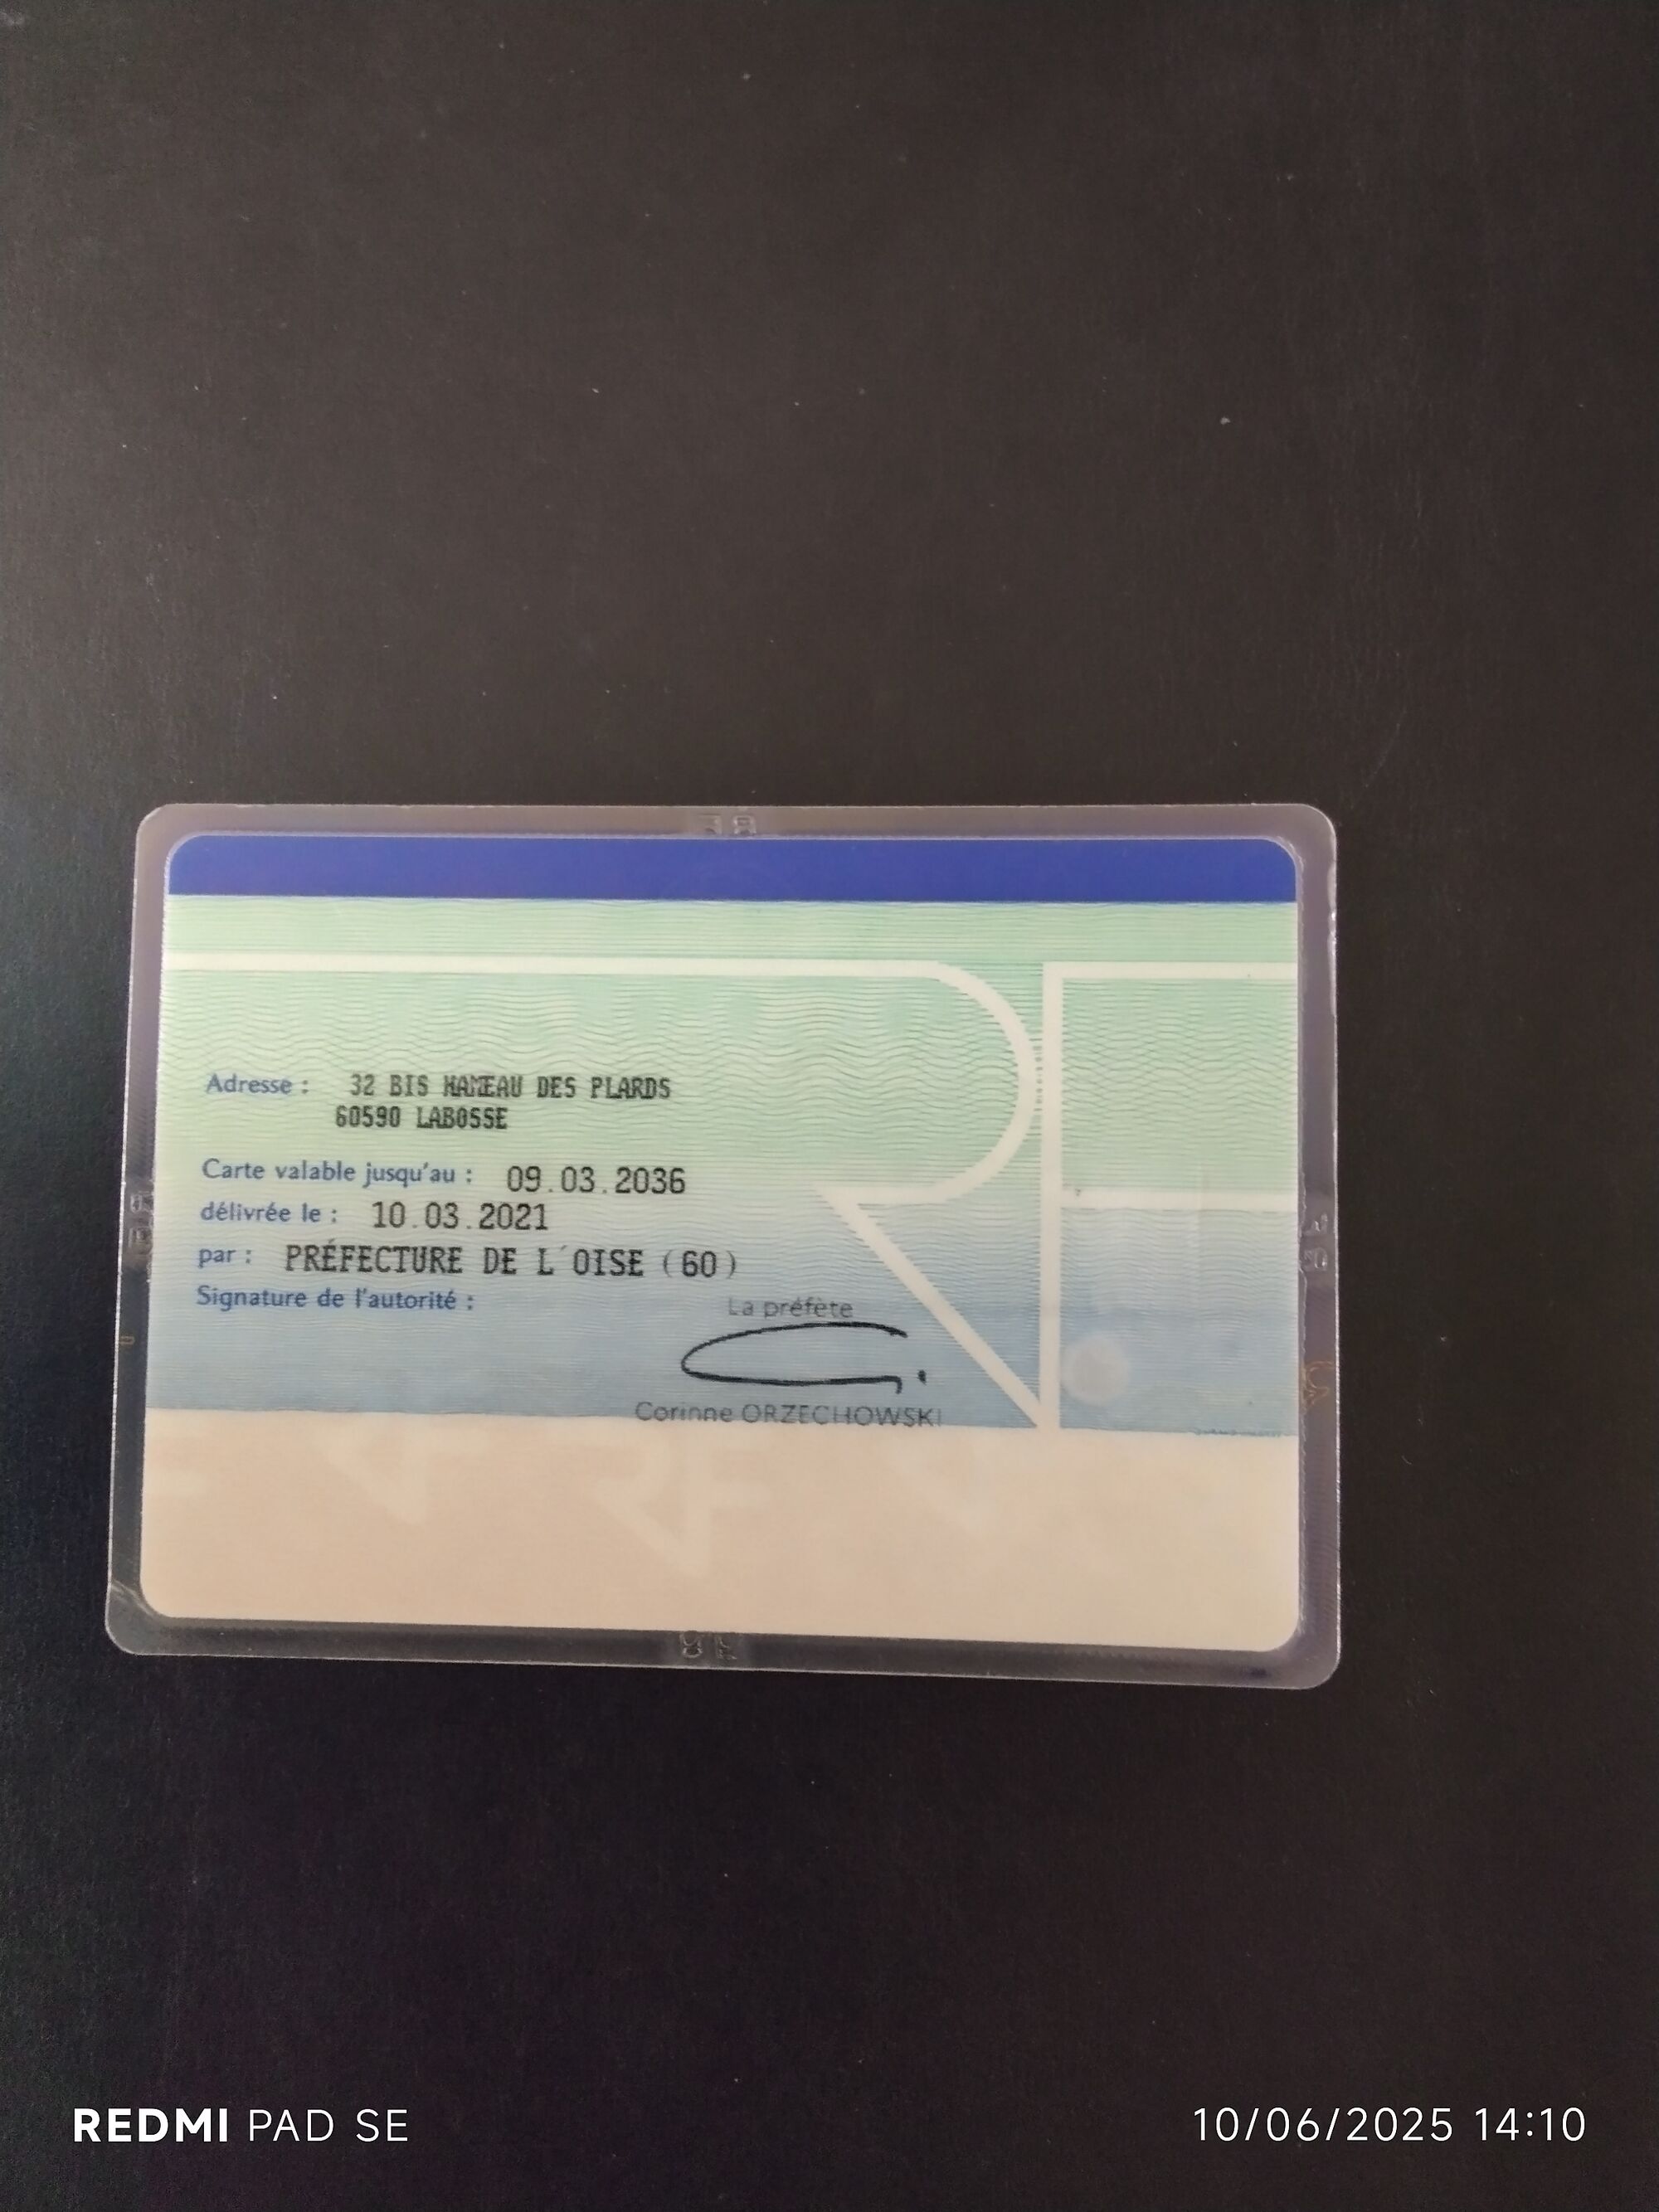 Adresse : 32 BIS HAMEAU DES PLARDS
60590 LABOSSE
Carte valable jusqu'au : 09.03.2036
délivrée le : 10.03.2021
par : PRÉFECTURE DE L'OISE (60)
Signature de l'autorité :
La préfète
Corinne ORZECHOWSKI
RF
REDMI PAD SE
10/06/2025 14:10